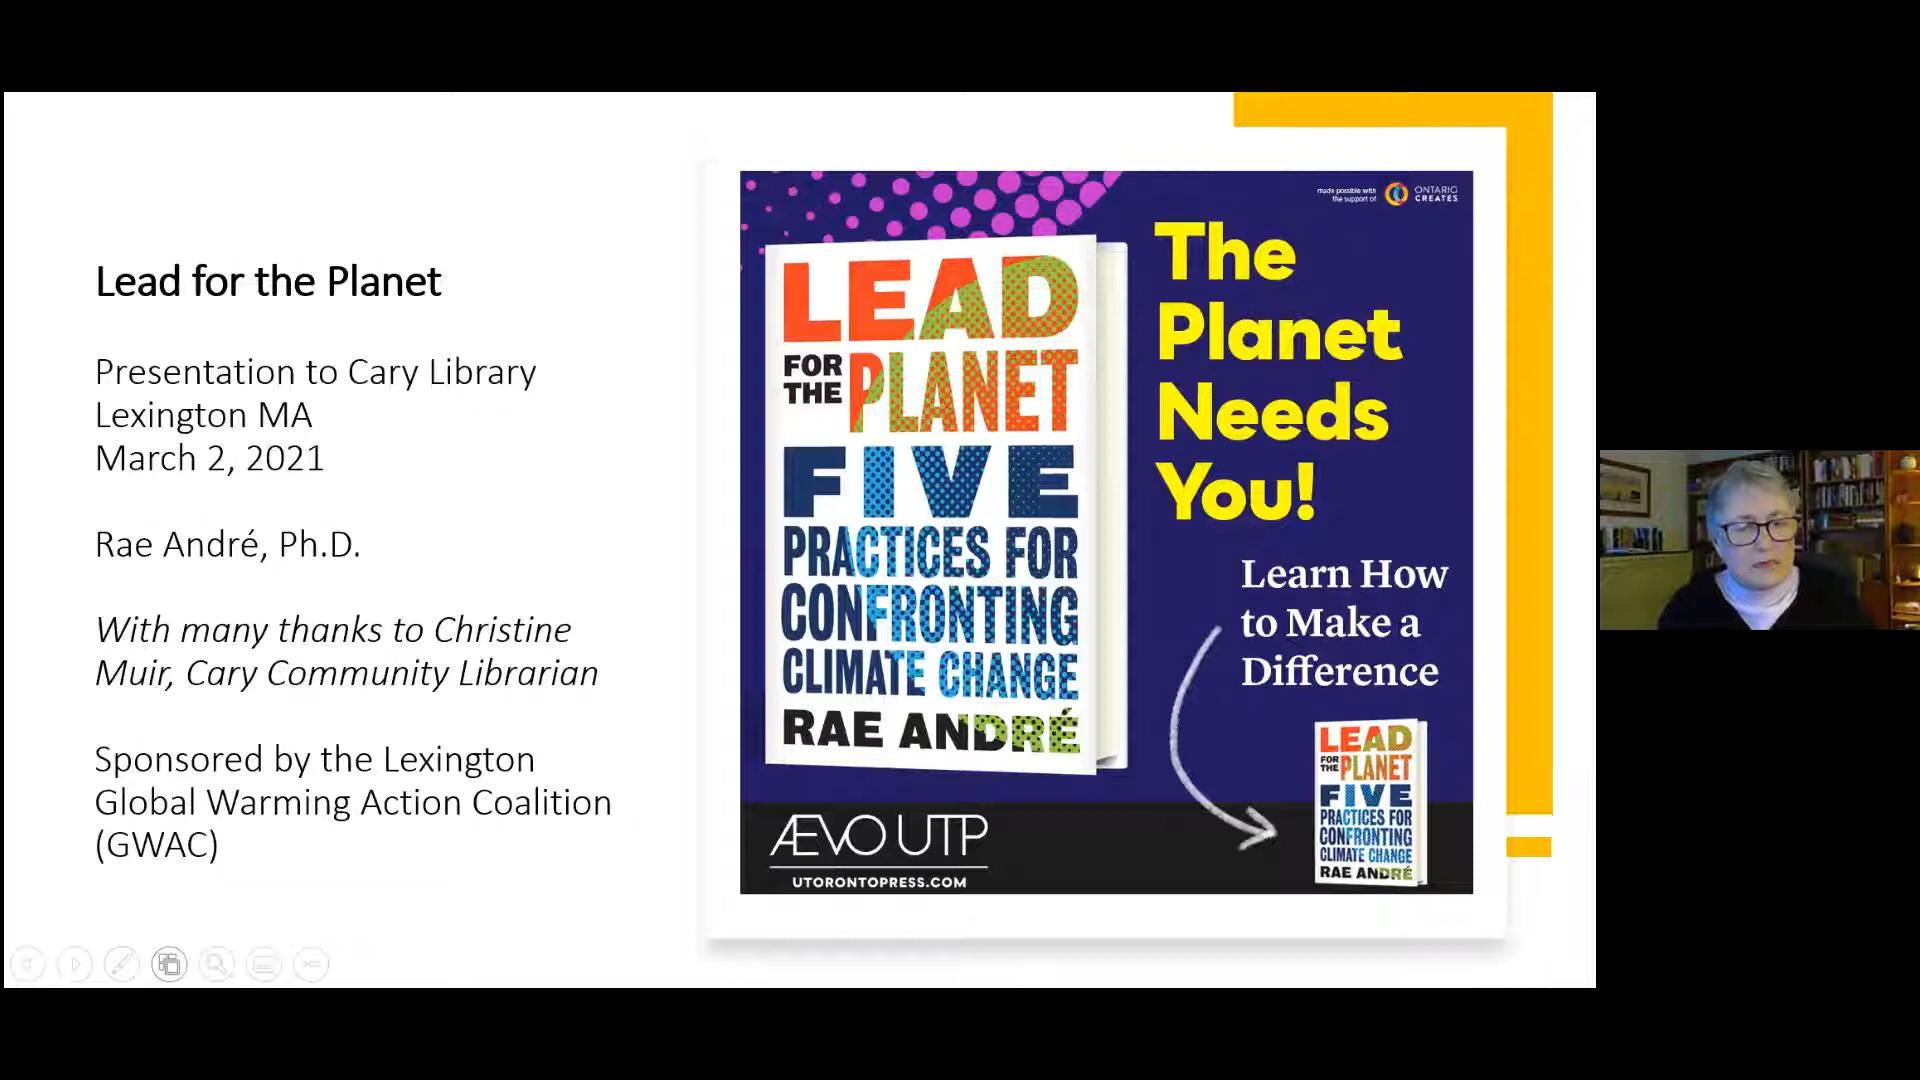 Lead for the Planet
Presentation to Cary Library
Lexington MA
March 2, 2021
Rae André, Ph.D.
With many thanks to Christine
Muir, Cary Community Librarian
Sponsored by the Lexington
Global Warming Action Coalition
(GWAC)
made possible with
the support of
ONTARIO
CREATES
LEAD
FOR
THE
PLANET
FIVE
PRACTICES FOR
CONFRONTING
CLIMATE CHANGE
RAE ANDRÉ
The
Planet
Needs
You!
Learn How
to Make a
Difference
LEAD
FOR
THE
PLANET
FIVE
PRACTICES FOR
CONFRONTING
CLIMATE CHANGE
RAE ANDRÉ
ÆVO UTP
UTORONTOPRESS.COM